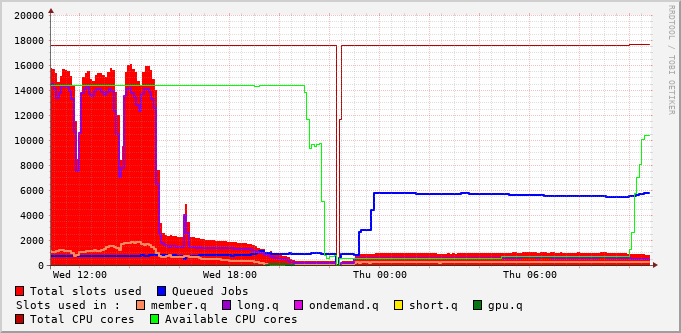 20000
18000
16000
14000
12000
10000
8000
6000
4000
2000
0
RRDTOOL / TOBI OETIKER
Wed 12:00 Wed 18:00 Thu 00:00 Thu 06:00
Total slots used Queued Jobs
Slots used in : member.q long.q ondemand.q short.q gpu.q
Total CPU cores Available CPU cores